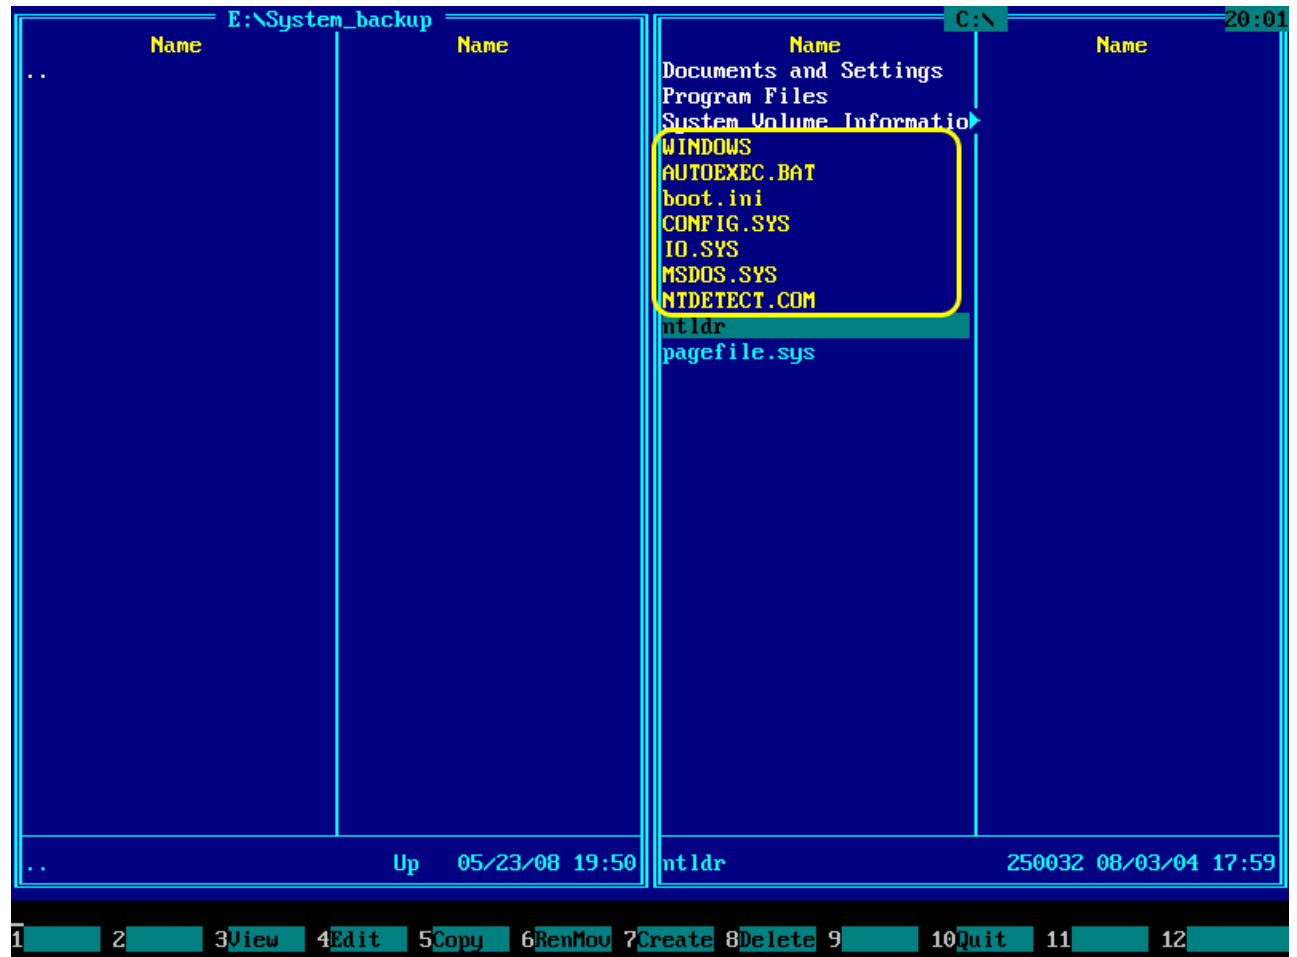 E:\System_backup
C:\
20:01
Name Name
Name Name
..
Documents and Settings
Program Files
System Volume Informatio
WINDOWS
AUTOEXEC.BAT
boot.ini
CONFIG.SYS
IO.SYS
MSDOS.SYS
NTDETECT.COM
ntldr
pagefile.sys
.. Up 05/23/08 19:50
ntldr 250032 08/03/04 17:59
1 2 3View 4Edit 5Copy 6RenMov 7Create 8Delete 9 10Quit 11 12